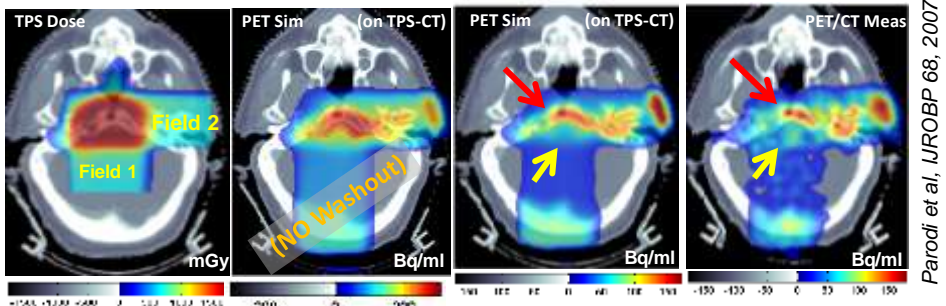 TPS Dose
Field 2
Field 1
mGy
PET Sim (on TPS-CT)
(NO Washout)
Bq/ml
PET Sim (on TPS-CT)
Bq/ml
PET/CT Meas
Bq/ml
-150 -100 -50 0 50 100 150
Parodi et al, IJROBP 68, 2007